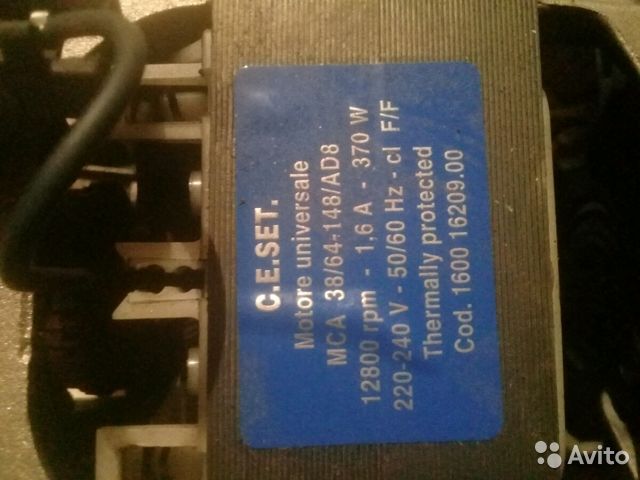 C.E.SET.
Motore universale
MCA 38/64-148/AD8
12800 rpm - 1,6 A - 370 W
220-240 V - 50/60 Hz - cl F/F
Thermally protected
Cod. 1600 16209.00
Avito